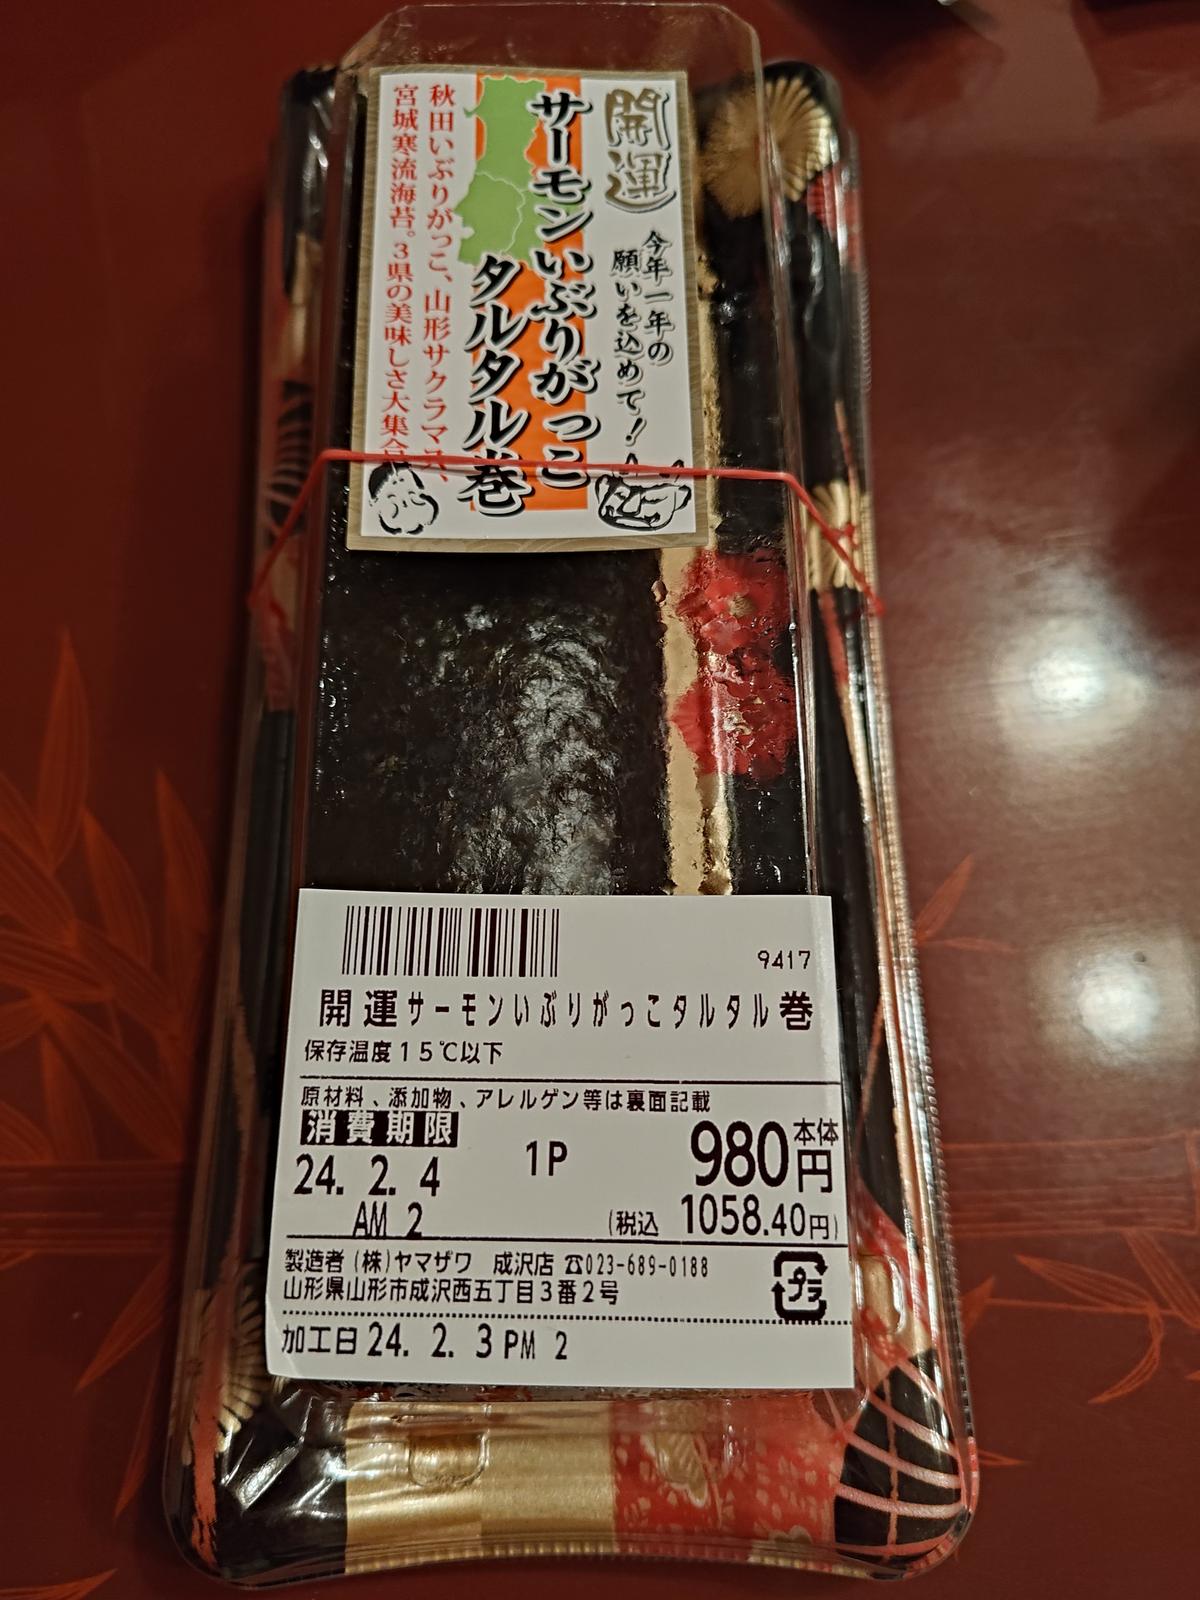 開運
今年一年の
願いを込めて！
サーモンいぶりがっこ
タルタル巻
秋田いぶりがっこ、山形サクラマス、
宮城寒流海苔。3県の美味しさ大集合
9417
開運サーモンいぶりがっこタルタル巻
保存温度15℃以下
原材料、添加物、アレルゲン等は裏面記載
消費期限
24. 2. 4
AM 2
1P
本体
980円
(税込 1058.40円)
製造者 (株)ヤマザワ 成沢店 ☎023-689-0188
山形県山形市成沢西五丁目3番2号
プラ
加工日 24. 2. 3 PM 2